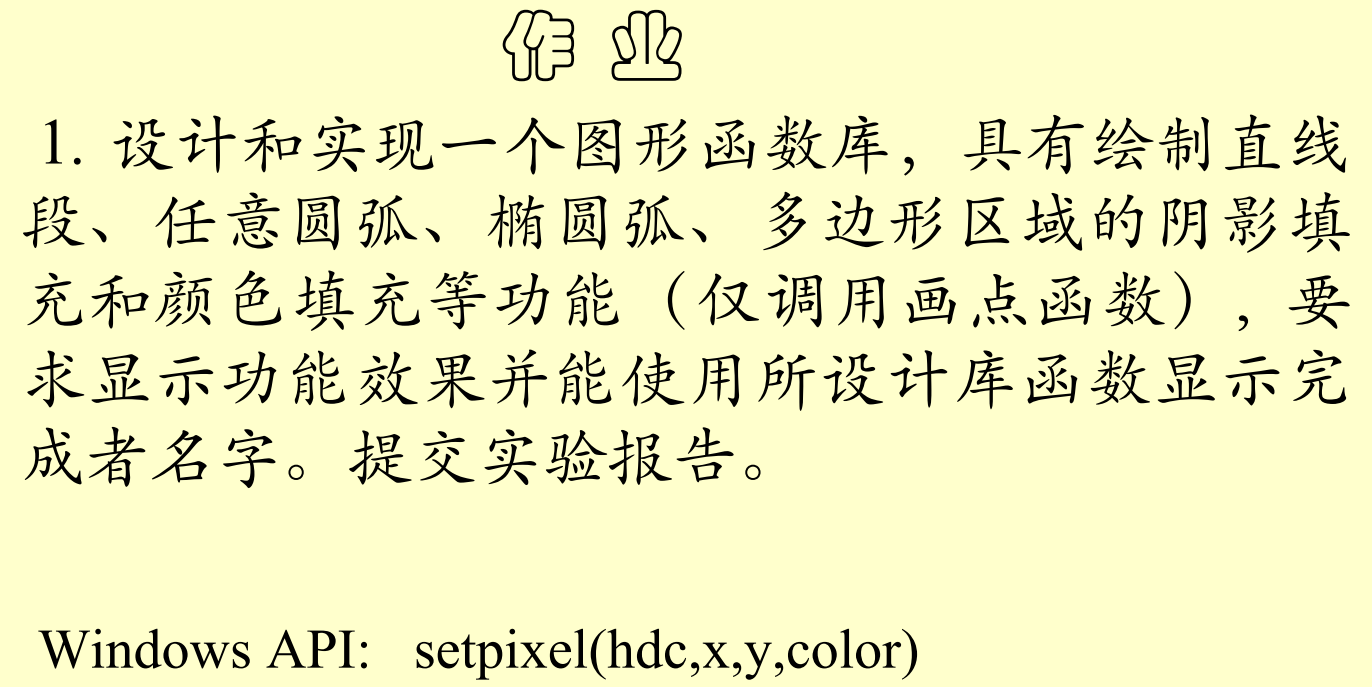 作 业
1. 设计和实现一个图形函数库，具有绘制直线
段、任意圆弧、椭圆弧、多边形区域的阴影填
充和颜色填充等功能（仅调用画点函数），要
求显示功能效果并能使用所设计库函数显示完
成者名字。提交实验报告。
Windows API: setpixel(hdc,x,y,color)